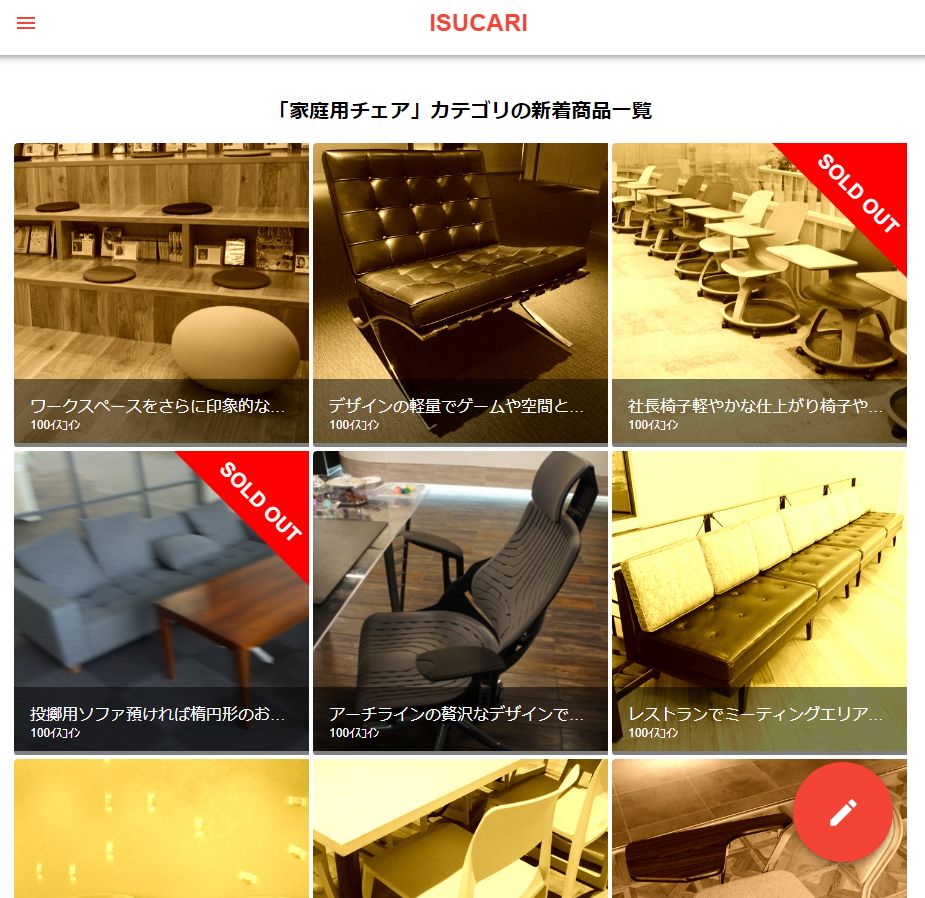 ISUCARI
「家庭用チェア」カテゴリの新着商品一覧
SOLD OUT
ワークスペースをさらに印象的な...
100ｲｽｺｲﾝ
デザインの軽量でゲームや空間と...
100ｲｽｺｲﾝ
社長椅子軽やかな仕上がり椅子や...
100ｲｽｺｲﾝ
SOLD OUT
投擲用ソファ預ければ楕円形のお...
100ｲｽｺｲﾝ
アーチラインの贅沢なデザインで...
100ｲｽｺｲﾝ
レストランでミーティングエリア...
100ｲｽｺｲﾝ